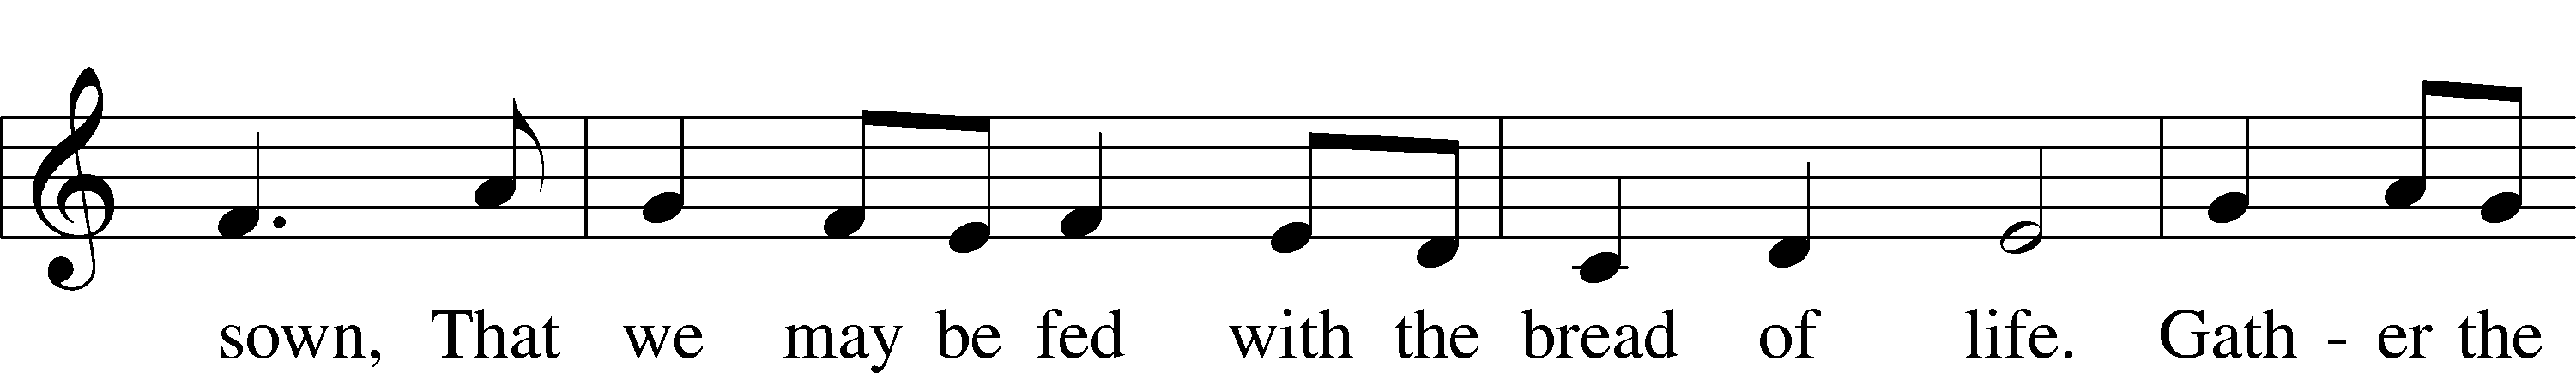 sown, That we may be fed with the bread of life. Gath - er the